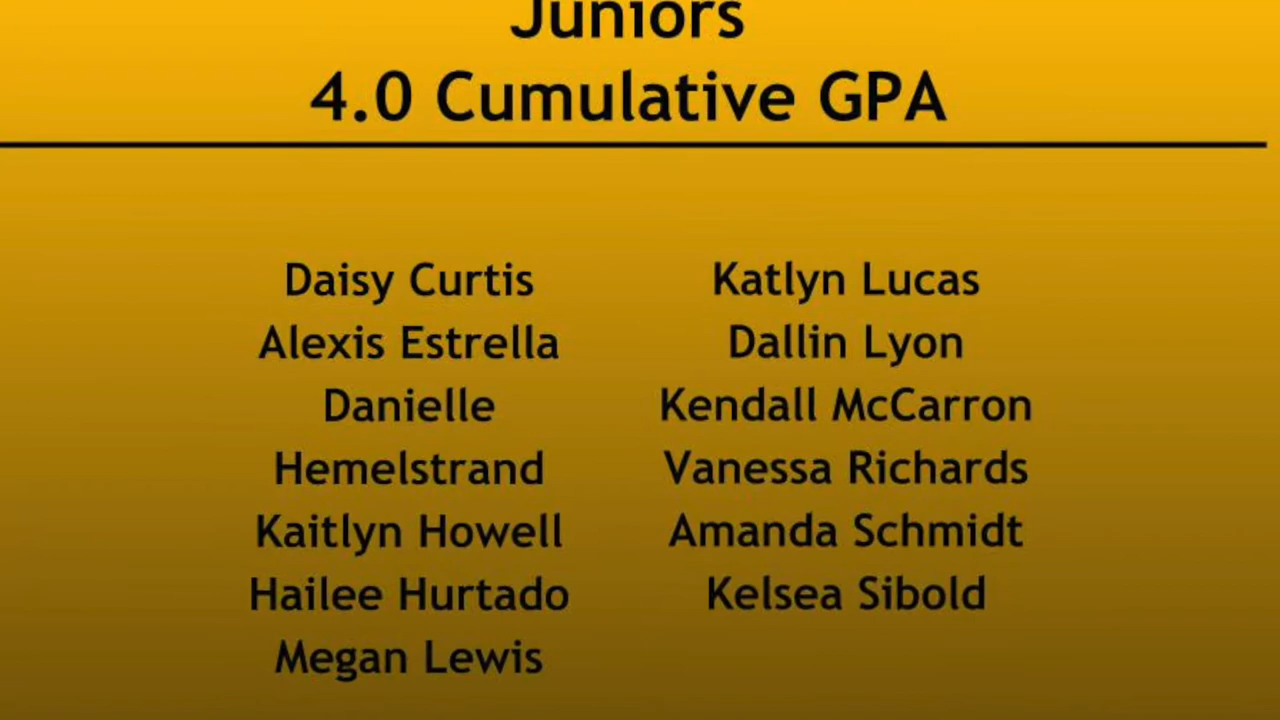 Juniors
4.0 Cumulative GPA
Daisy Curtis
Alexis Estrella
Danielle
Hemelstrand
Kaitlyn Howell
Hailee Hurtado
Megan Lewis
Katlyn Lucas
Dallin Lyon
Kendall McCarron
Vanessa Richards
Amanda Schmidt
Kelsea Sibold